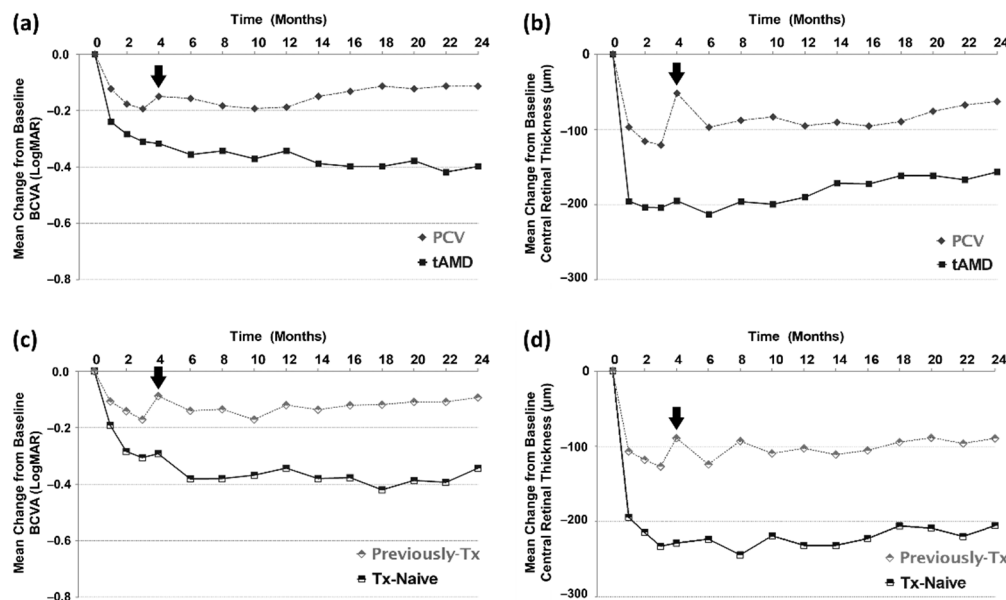 (a)
Time (Months)
0 2 4 6 8 10 12 14 16 18 20 22 24
0.0
–0.2
–0.4
–0.6
–0.8
Mean Change from Baseline
BCVA (LogMAR)
PCV
tAMD
(b)
Time (Months)
0 2 4 6 8 10 12 14 16 18 20 22 24
0
–100
–200
–300
Mean Change from Baseline
Central Retinal Thickness (µm)
PCV
tAMD
(c)
Time (Months)
0 2 4 6 8 10 12 14 16 18 20 22 24
0.0
–0.2
–0.4
–0.6
–0.8
Mean Change from Baseline
BCVA (LogMAR)
Previously-Tx
Tx-Naive
(d)
Time (Months)
0 2 4 6 8 10 12 14 16 18 20 22 24
0
–100
–200
–300
Mean Change from Baseline
Central Retinal Thickness (µm)
Previously-Tx
Tx-Naive